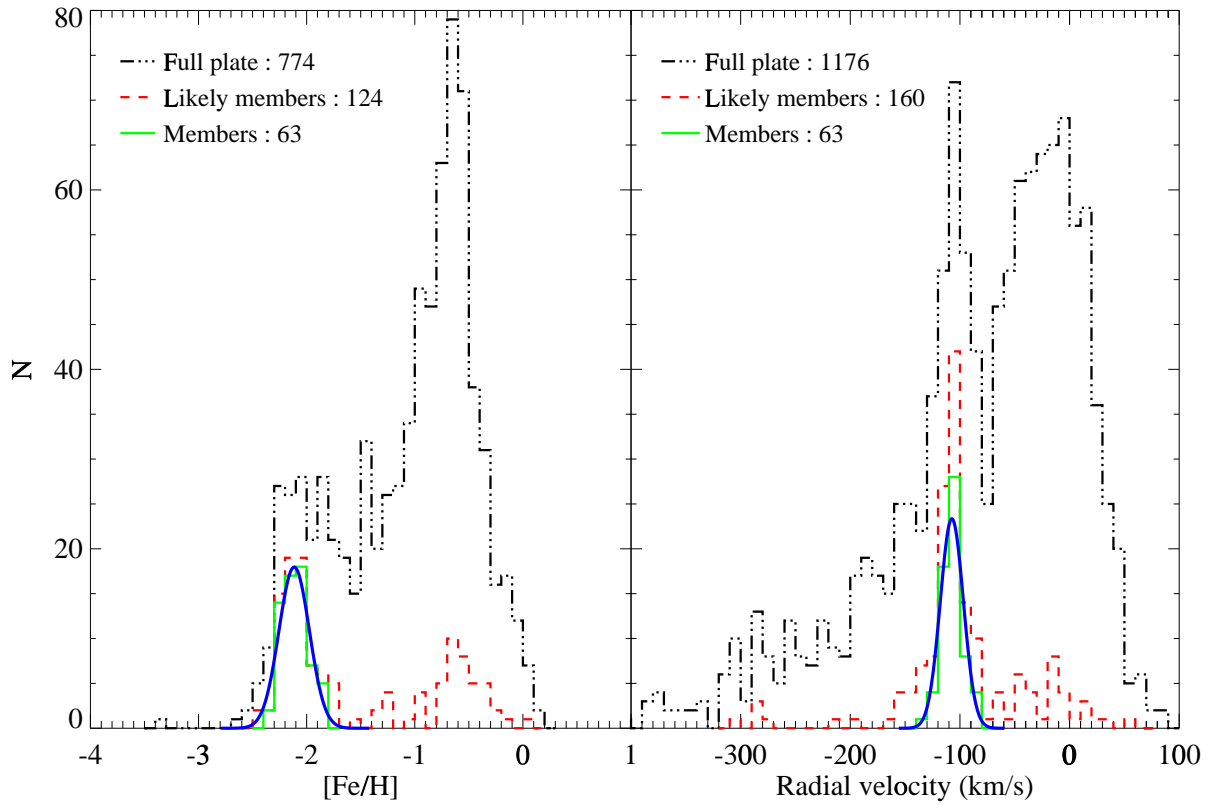 80
60
40
20
0
N
Full plate : 774
Likely members : 124
Members : 63
-4 -3 -2 -1 0 1
[Fe/H]
Full plate : 1176
Likely members : 160
Members : 63
-300 -200 -100 0 100
Radial velocity (km/s)